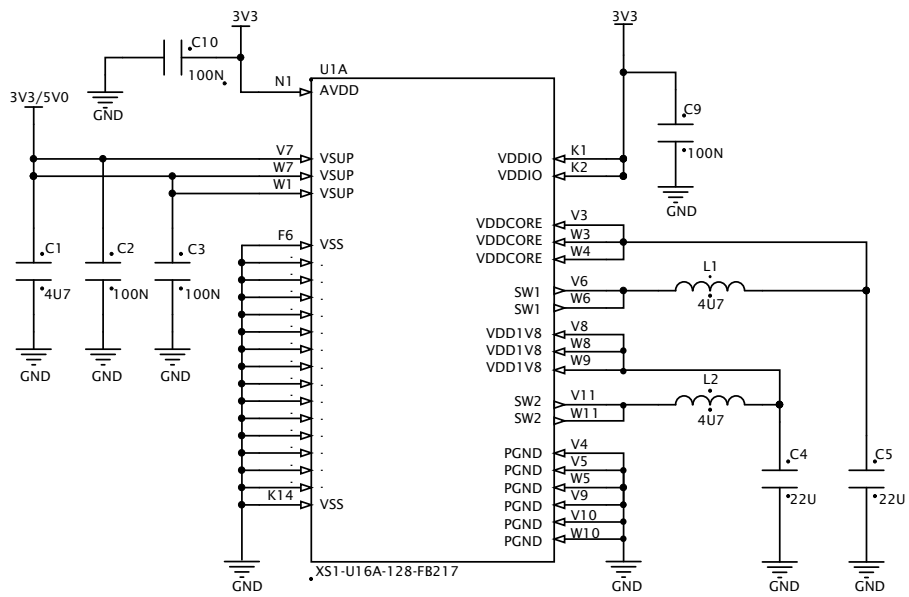 3V3
3V3
C10
100N
U1A
N1
AVDD
GND
3V3/5V0
C9
100N
V7
VSUP
W7
VSUP
W1
VSUP
VDDIO
K1
VDDIO
K2
GND
VDDCORE
V3
VDDCORE
W3
VDDCORE
W4
F6
VSS
C1
4U7
C2
100N
C3
100N
SW1
V6
SW1
W6
L1
4U7
VDD1V8
V8
VDD1V8
W8
VDD1V8
W9
GND
GND
GND
SW2
V11
SW2
W11
L2
4U7
PGND
V4
PGND
V5
PGND
W5
PGND
V9
PGND
V10
PGND
W10
C4
22U
C5
22U
K14
VSS
XS1-U16A-128-FB217
GND
GND
GND
GND